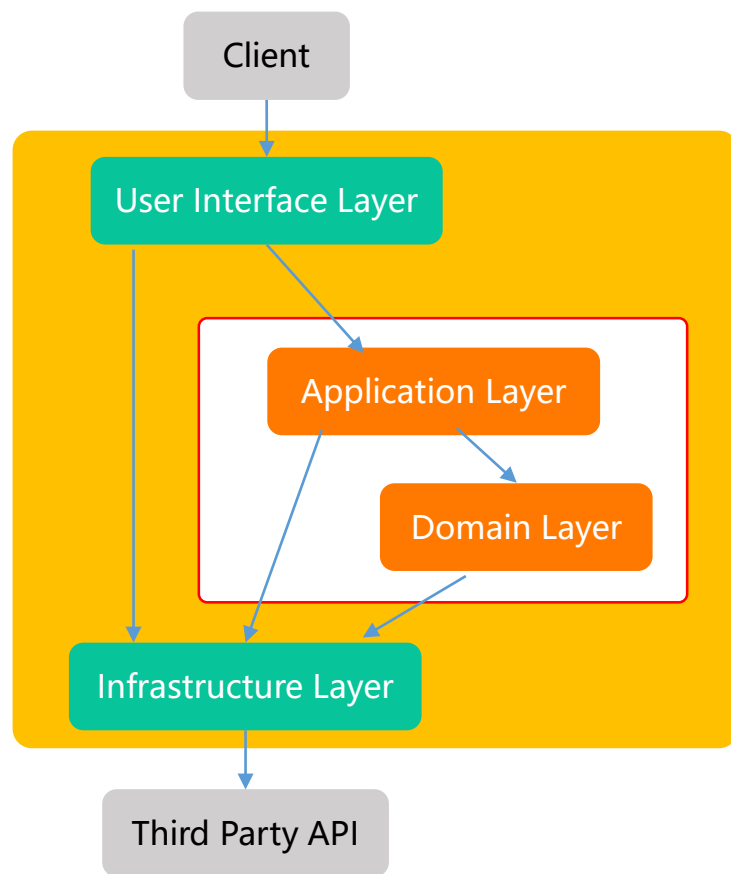 Client
User Interface Layer
Application Layer
Domain Layer
Infrastructure Layer
Third Party API